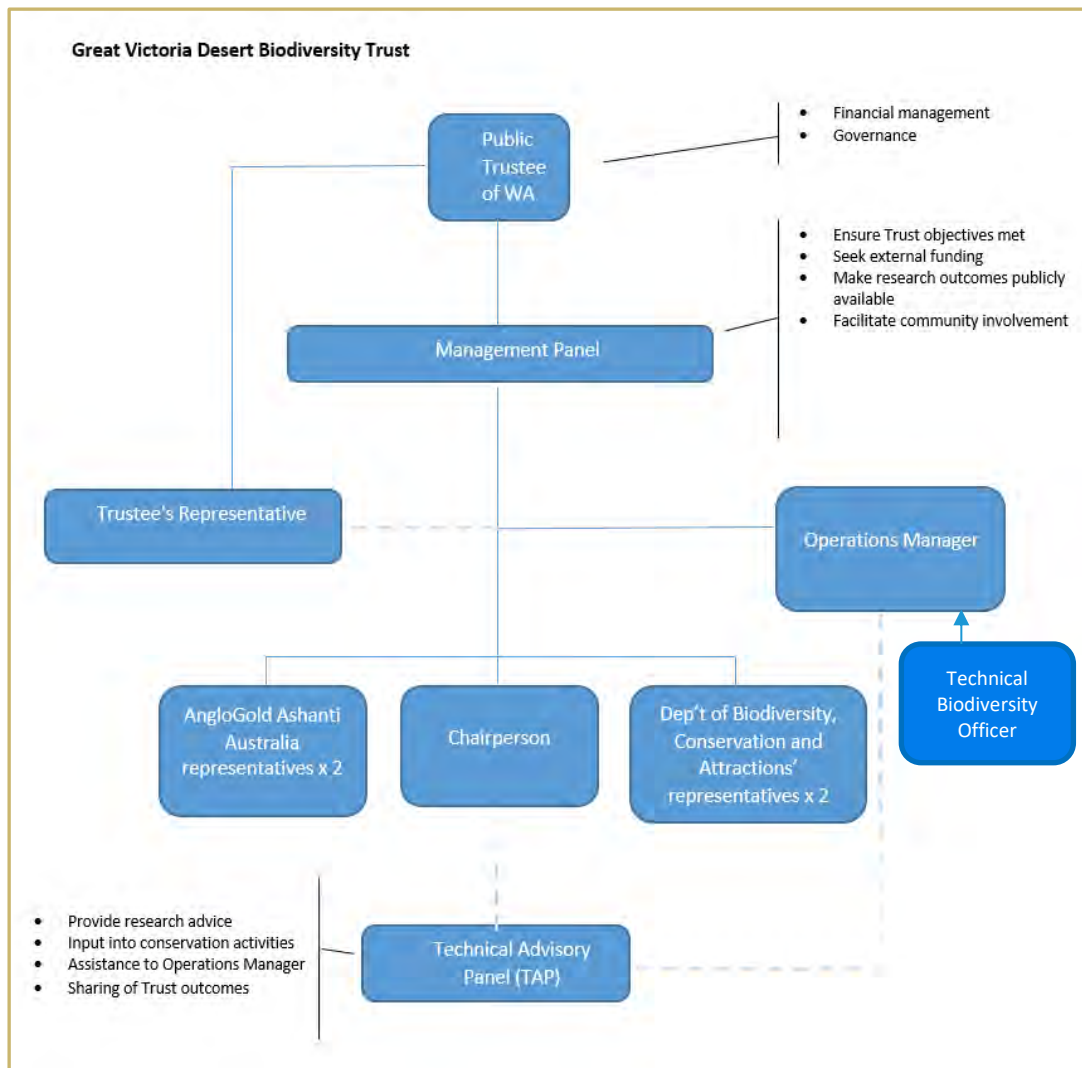 Great Victoria Desert Biodiversity Trust
Public
Trustee
of WA
• Financial management
• Governance
• Ensure Trust objectives met
• Seek external funding
• Make research outcomes publicly
available
• Facilitate community involvement
Management Panel
Trustee's Representative
Operations Manager
Technical
Biodiversity
Officer
AngloGold Ashanti
Australia
representatives x 2
Chairperson
Dep't of Biodiversity,
Conservation and
Attractions'
representatives x 2
• Provide research advice
• Input into conservation activities
• Assistance to Operations Manager
• Sharing of Trust outcomes
Technical Advisory
Panel (TAP)